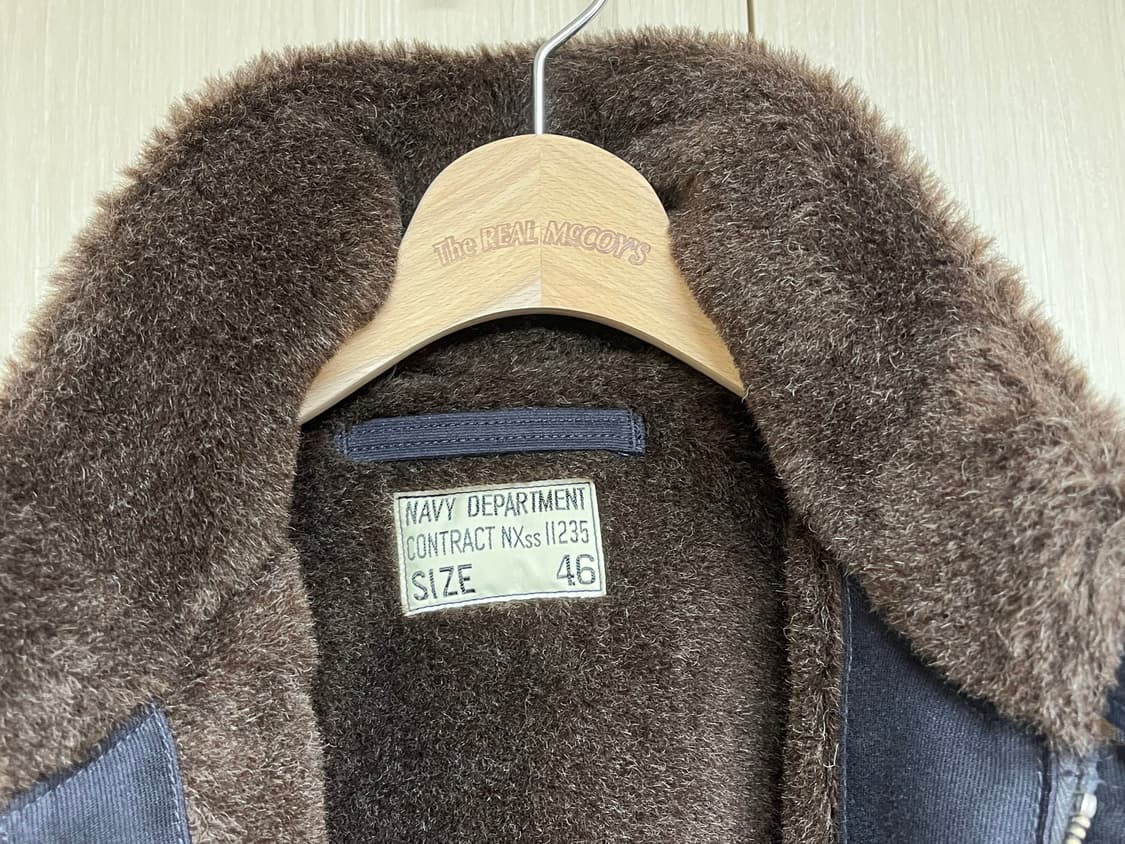 The REAL McCOY'S
NAVY DEPARTMENT
CONTRACT NXss 11235
SIZE 46